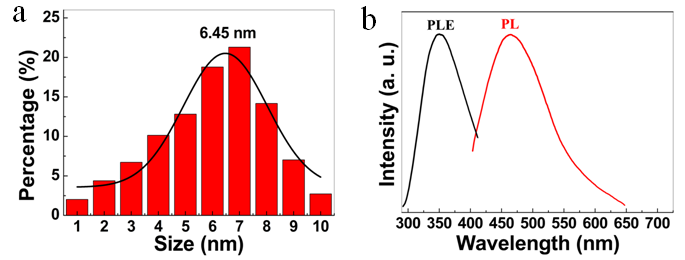 a
25
20
15
10
5
0
Percentage (%)
6.45 nm
1 2 3 4 5 6 7 8 9 10
Size (nm)
b
PLE
PL
Intensity (a. u.)
300 350 400 450 500 550 600 650 700
Wavelength (nm)